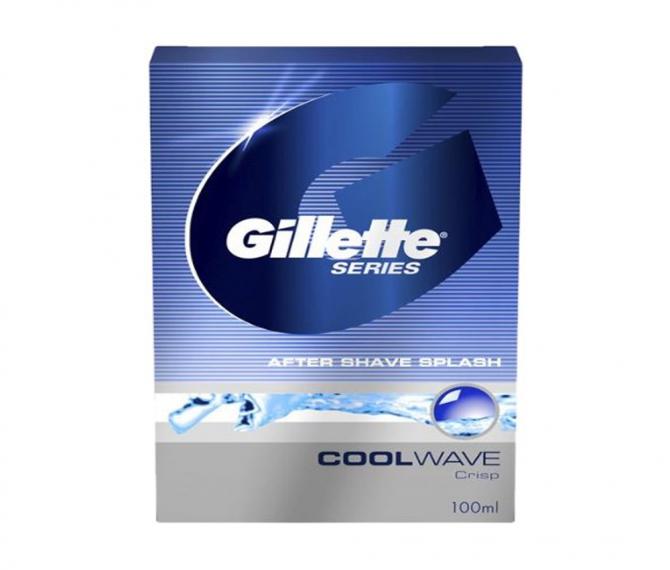 Gillette®
SERIES
AFTER SHAVE SPLASH
COOLWAVE
Crisp
100ml